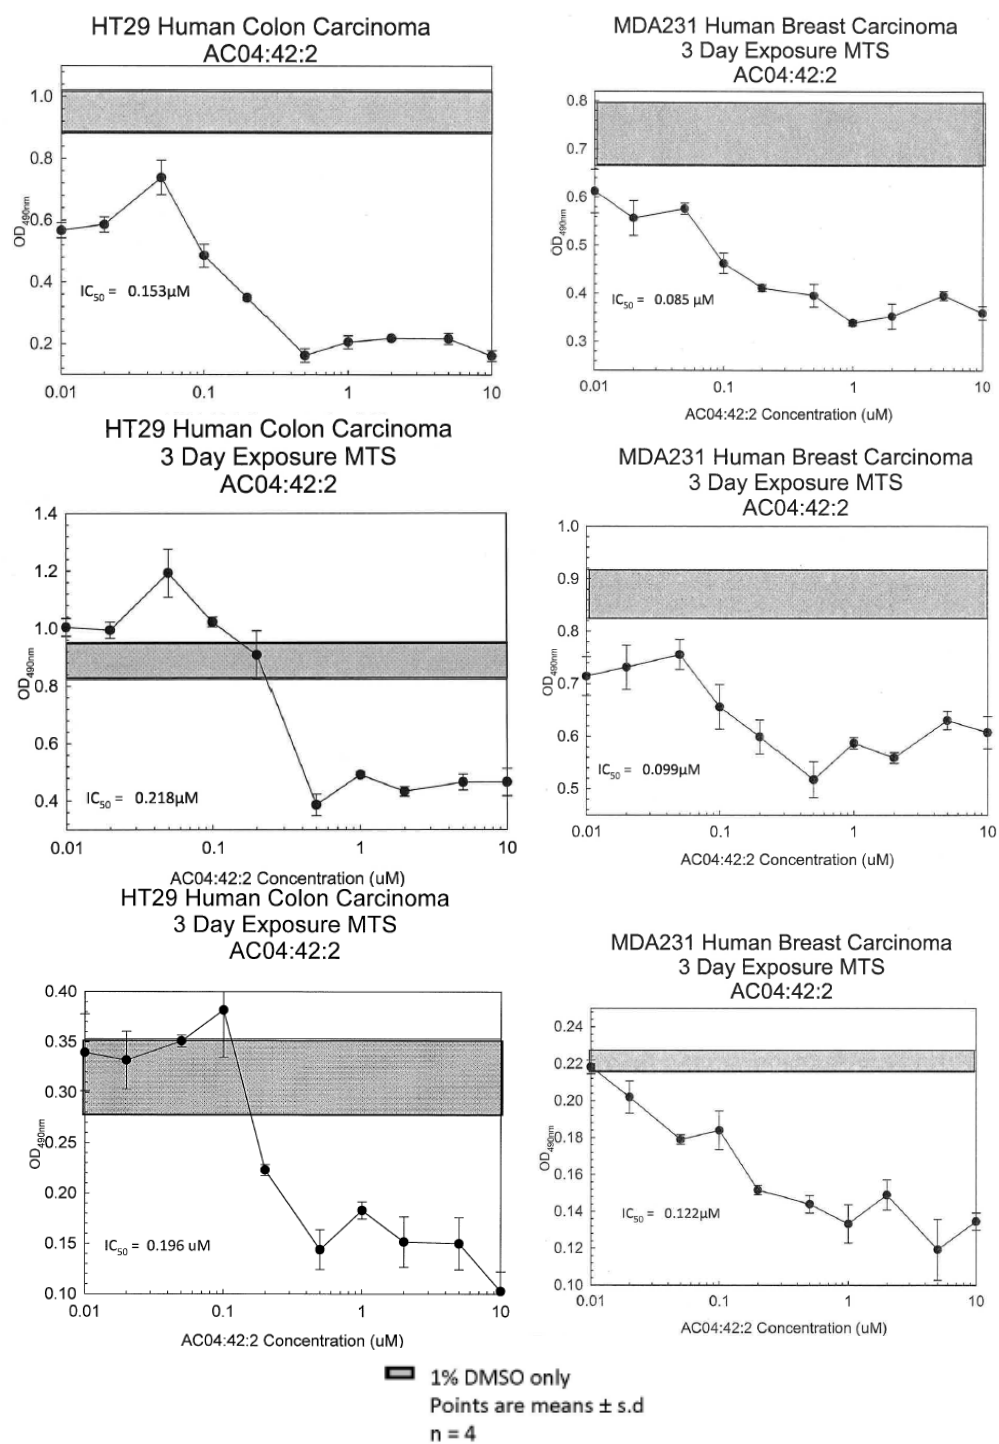 HT29 Human Colon Carcinoma
AC04:42:2
1.0
0.8
0.6
0.4
0.2
OD490nm
IC50 = 0.153µM
0.01 0.1 1 10
MDA231 Human Breast Carcinoma
3 Day Exposure MTS
AC04:42:2
0.8
0.7
0.6
0.5
0.4
0.3
OD490nm
IC50 = 0.085 µM
0.01 0.1 1 10
AC04:42:2 Concentration (uM)
HT29 Human Colon Carcinoma
3 Day Exposure MTS
AC04:42:2
1.4
1.2
1.0
0.8
0.6
0.4
OD490nm
IC50 = 0.218µM
0.01 0.1 1 10
AC04:42:2 Concentration (uM)
MDA231 Human Breast Carcinoma
3 Day Exposure MTS
AC04:42:2
1.0
0.9
0.8
0.7
0.6
0.5
OD490nm
IC50 = 0.099µM
0.01 0.1 1 10
AC04:42:2 Concentration (uM)
HT29 Human Colon Carcinoma
3 Day Exposure MTS
AC04:42:2
0.40
0.35
0.30
0.25
0.20
0.15
0.10
OD490nm
IC50 = 0.196 uM
0.01 0.1 1 10
AC04:42:2 Concentration (uM)
MDA231 Human Breast Carcinoma
3 Day Exposure MTS
AC04:42:2
0.24
0.22
0.20
0.18
0.16
0.14
0.12
0.10
OD490nm
IC50 = 0.122µM
0.01 0.1 1 10
AC04:42:2 Concentration (uM)
1% DMSO only
Points are means ± s.d
n = 4